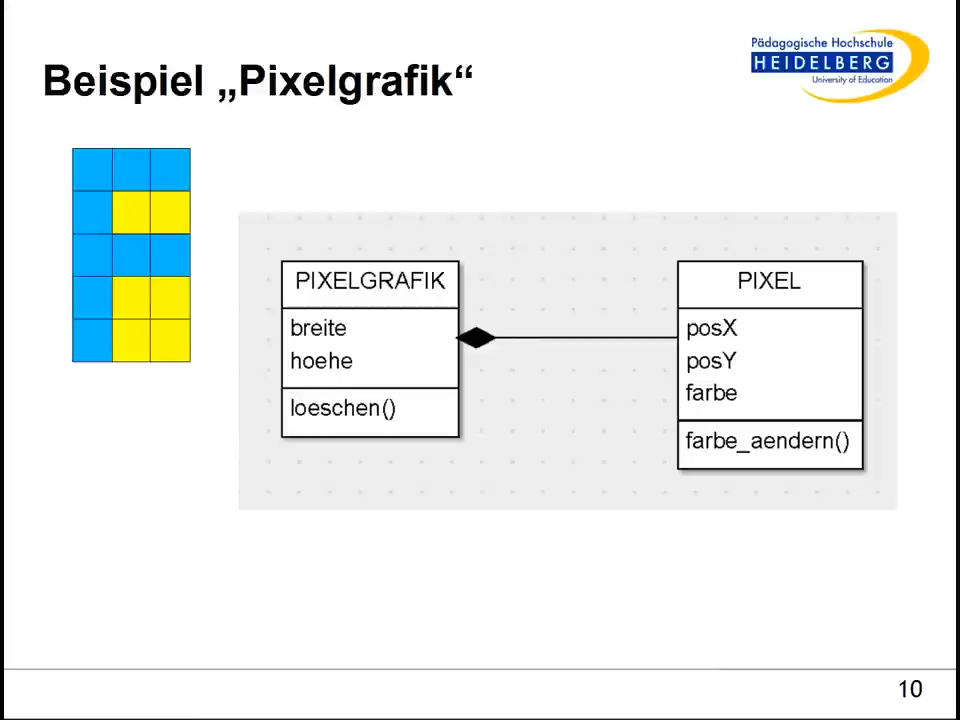 Beispiel „Pixelgrafik“
Pädagogische Hochschule
HEIDELBERG
University of Education
PIXELGRAFIK
breite
hoehe
loeschen()
PIXEL
posX
posY
farbe
farbe_aendern()
10